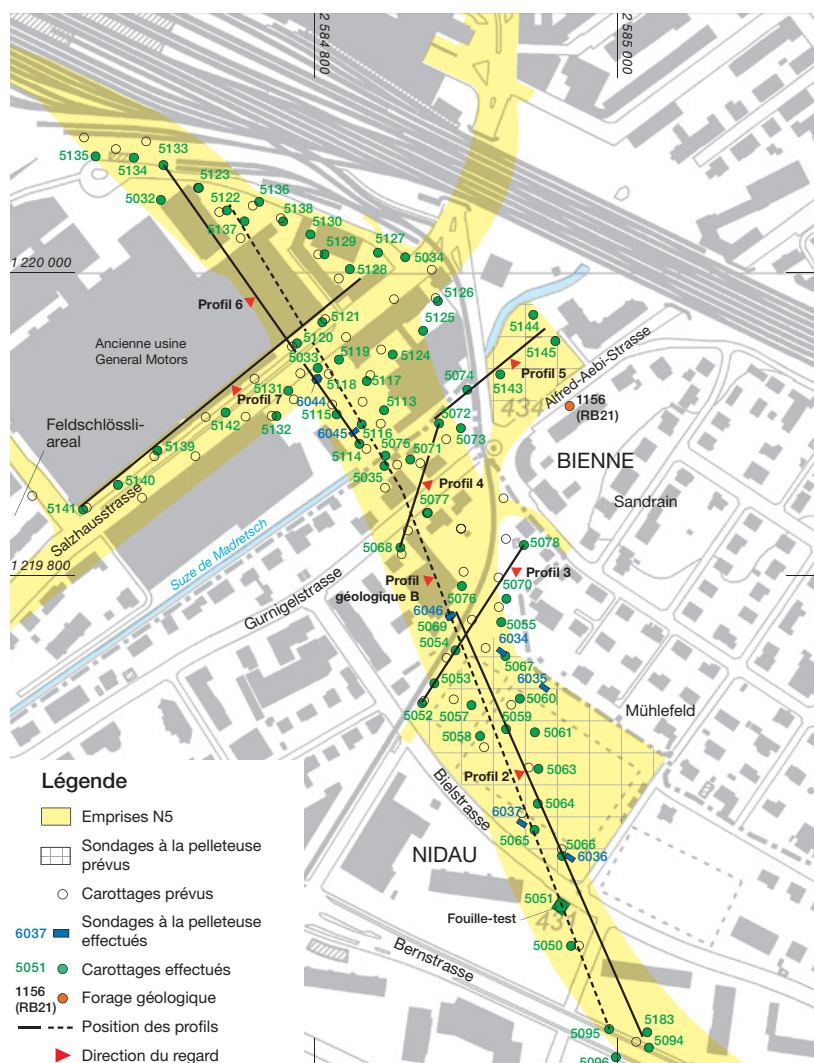 2 584 800
2 585 000
5135
5134
5133
5123
5136
5032
5122
5138
5130
5137
5129
5127
5034
1 220 000
5128
5126
Profil 6
5121
5125
5144
Ancienne usine
General Motors
5120
5145
5033
5119
5124
Profil 5
Alfred-Aebi-Strasse
5131
5118
5117
5074
5143
Profil 7
6044
434
1156
(RB21)
5142
5132
5115
5113
5072
Feldschlössli-
areal
6045
5116
5073
5139
5114
5075
5071
BIENNE
5035
5140
Profil 4
Sandrain
5141
Salzhausstrasse
5077
Suze de Madretsch
5068
5078
1 219 800
Gurnigelstrasse
Profil
géologique B
Profil 3
5076
5070
6046
5069
5055
5054
6034
5067
5053
6035
5052
5057
5059
5060
Mühlefeld
5058
5061
Profil 2
5063
Bielstrasse
5064
6037
5065
5066
6036
NIDAU
5051
Fouille-test
434
5050
Bernstrasse
5095
5183
5094
5096
Légende
Emprises N5
Sondages à la pelleteuse
prévus
Carottages prévus
6037 Sondages à la pelleteuse
effectués
5051 Carottages effectués
1156
(RB21) Forage géologique
Position des profils
Direction du regard